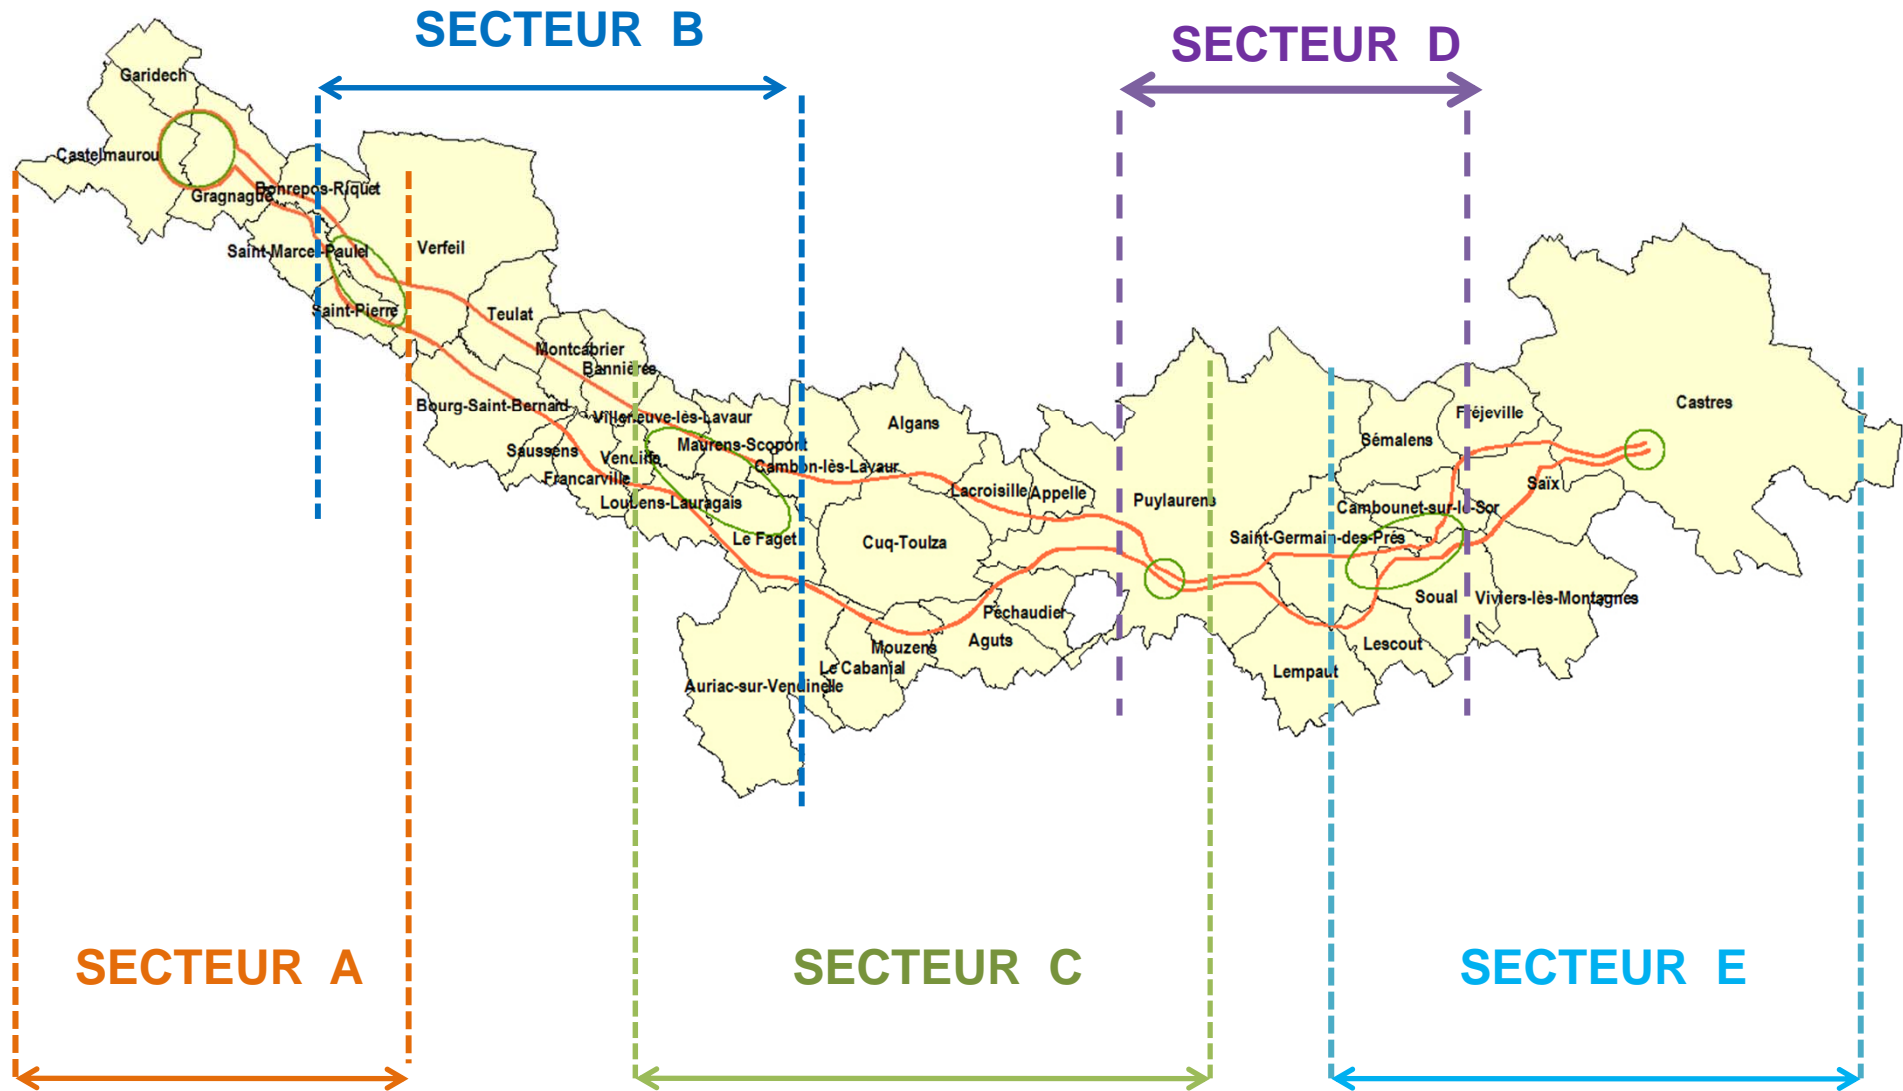 SECTEUR B
SECTEUR D
Garidech
Castelmaurou
Gragnague
Bonrepos-Riquet
Saint-Marcel-Paulel
Verfeil
Saint-Pierre
Teulat
Montcabrier
Bannières
Bourg-Saint-Bernard
Villeneuve-lès-Lavaur
Maurens-Scopont
Saussens
Vendine
Francarville
Cambon-lès-Lavaur
Loubens-Lauragais
Le Faget
Algans
Lacroisille
Appelle
Cuq-Toulza
Puylaurens
Péchaudier
Aguts
Mouzens
Le Cabanial
Auriac-sur-Vendinelle
Castres
Fréjeville
Sémalens
Saïx
Cambounet-sur-le-Sor
Saint-Germain-des-Prés
Soual
Viviers-lès-Montagnes
Lescout
Lempaut
SECTEUR A
SECTEUR C
SECTEUR E